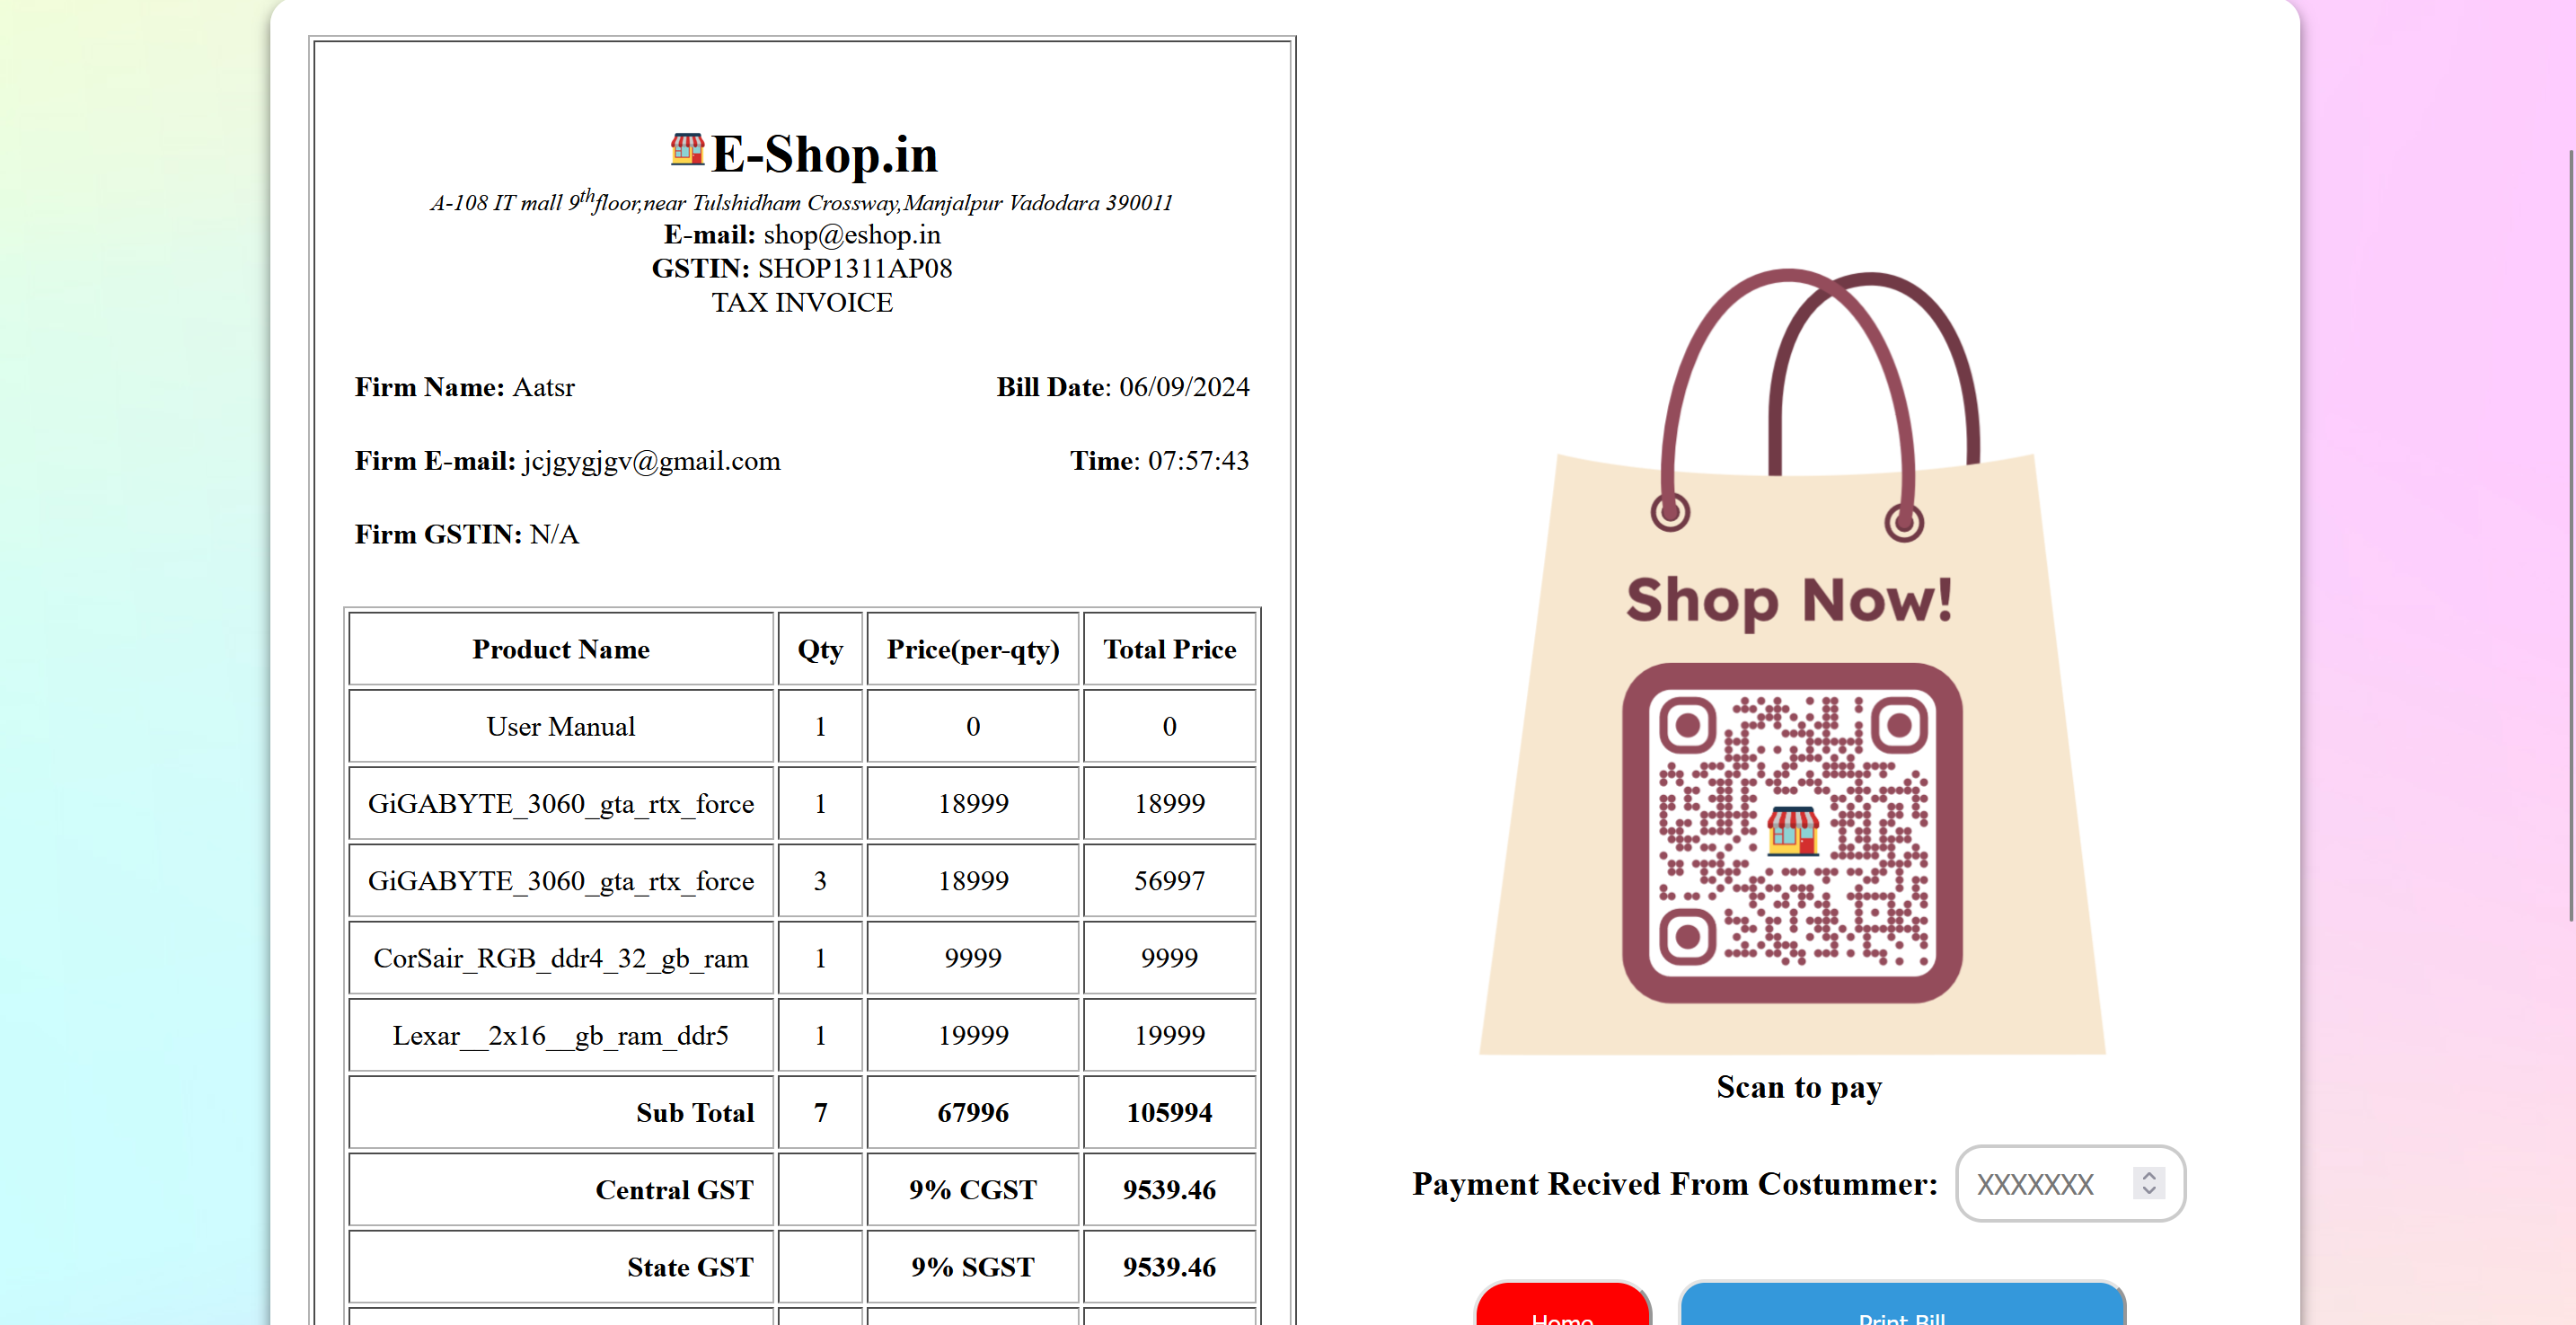 E-Shop.in
A-108 IT mall 9thfloor,near Tulshidham Crossway,Manjalpur Vadodara 390011
E-mail: shop@eshop.in
GSTIN: SHOP1311AP08
TAX INVOICE
Firm Name: Aatsr
Bill Date: 06/09/2024
Firm E-mail: jcjgygjgv@gmail.com
Time: 07:57:43
Firm GSTIN: N/A
Product Name Qty Price(per-qty) Total Price
User Manual 1 0 0
GiGABYTE_3060_gta_rtx_force 1 18999 18999
GiGABYTE_3060_gta_rtx_force 3 18999 56997
CorSair_RGB_ddr4_32_gb_ram 1 9999 9999
Lexar__2x16__gb_ram_ddr5 1 19999 19999
Sub Total 7 67996 105994
Central GST 9% CGST 9539.46
State GST 9% SGST 9539.46
Shop Now!
Scan to pay
Payment Recived From Costummer: XXXXXXX
Home Print Bill